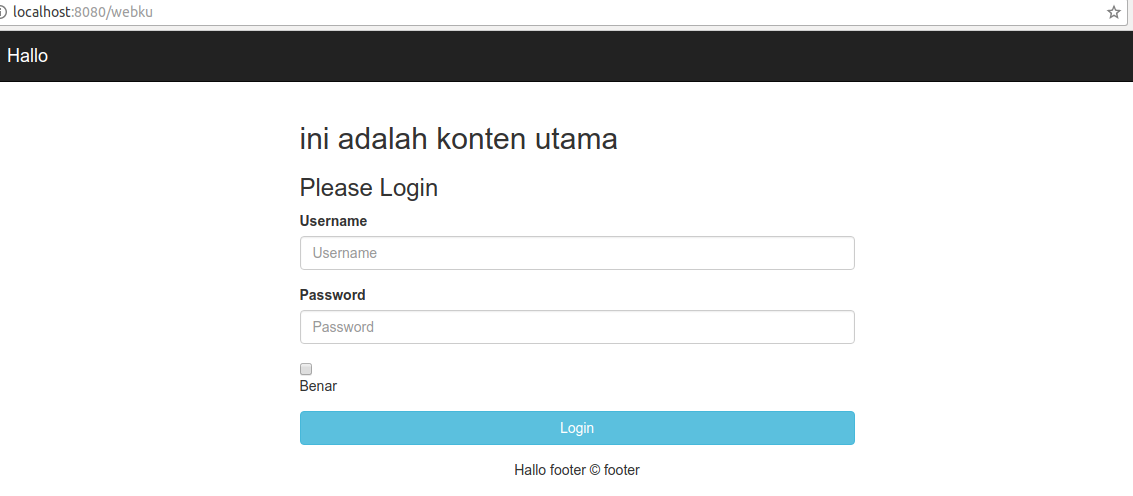 localhost:8080/webku
Hallo
ini adalah konten utama
Please Login
Username
Username
Password
Password
Benar
Login
Hallo footer © footer